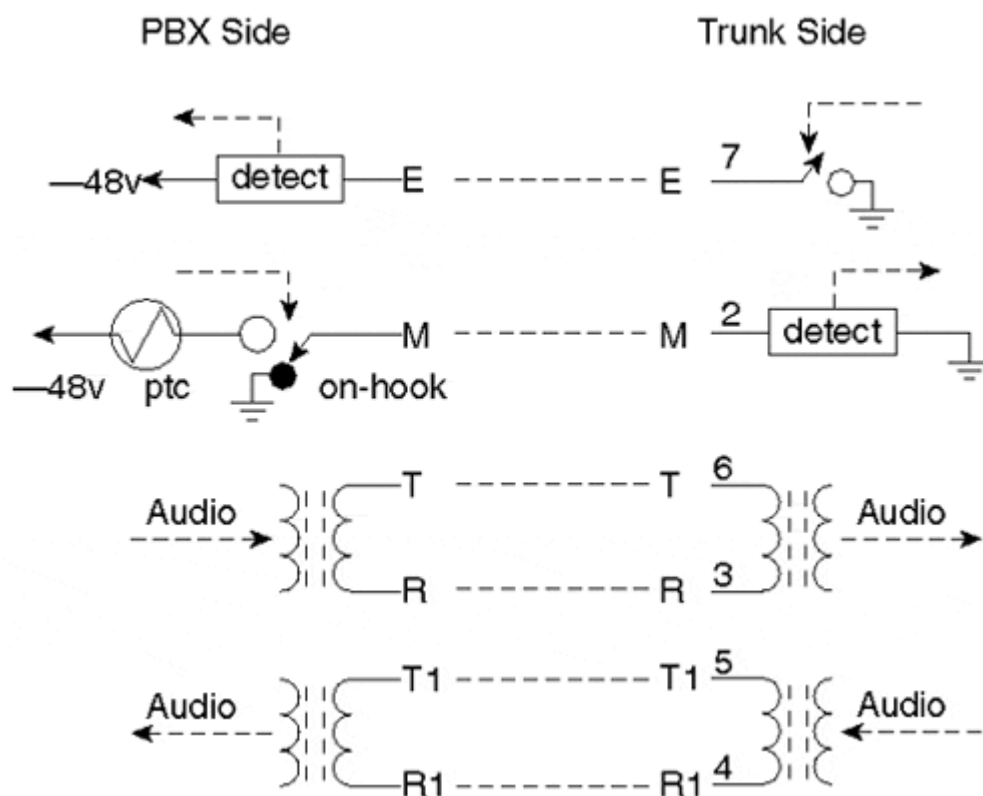 PBX Side Trunk Side
—48v detect E E 7
M M 2 detect
—48v ptc on-hook
T T 6
Audio Audio
R R 3
T1 T1 5
Audio Audio
R1 R1 4